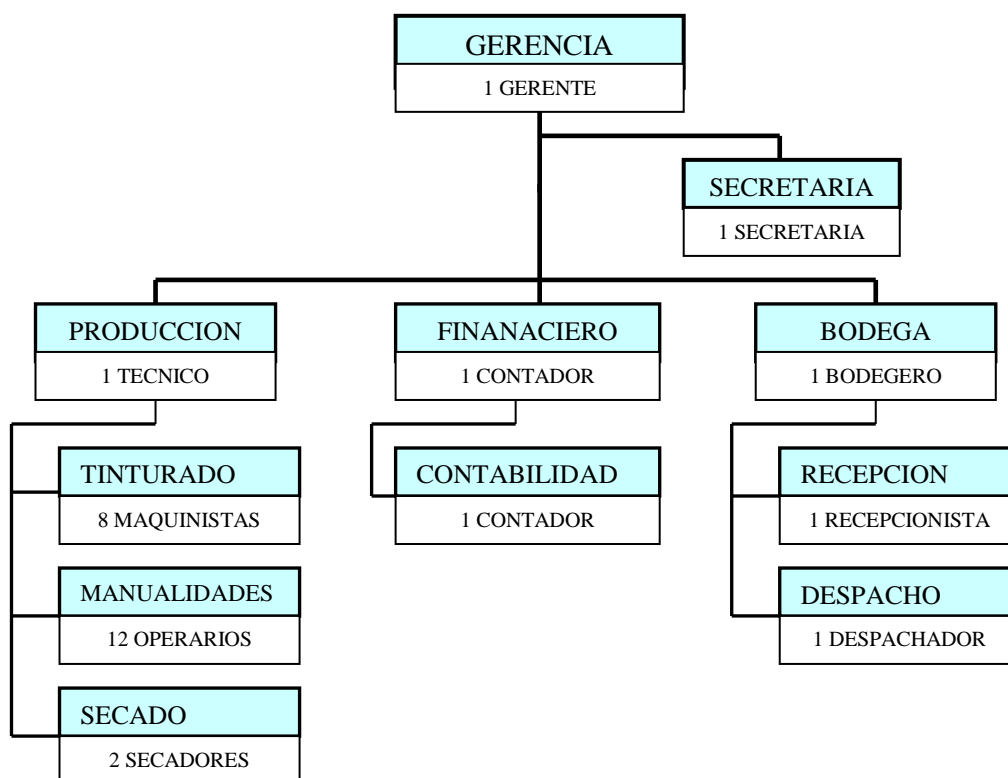 GERENCIA
1 GERENTE
SECRETARIA
1 SECRETARIA
PRODUCCION
1 TECNICO
FINANACIERO
1 CONTADOR
BODEGA
1 BODEGERO
TINTURADO
8 MAQUINISTAS
CONTABILIDAD
1 CONTADOR
RECEPCION
1 RECEPCIONISTA
MANUALIDADES
12 OPERARIOS
DESPACHO
1 DESPACHADOR
SECADO
2 SECADORES